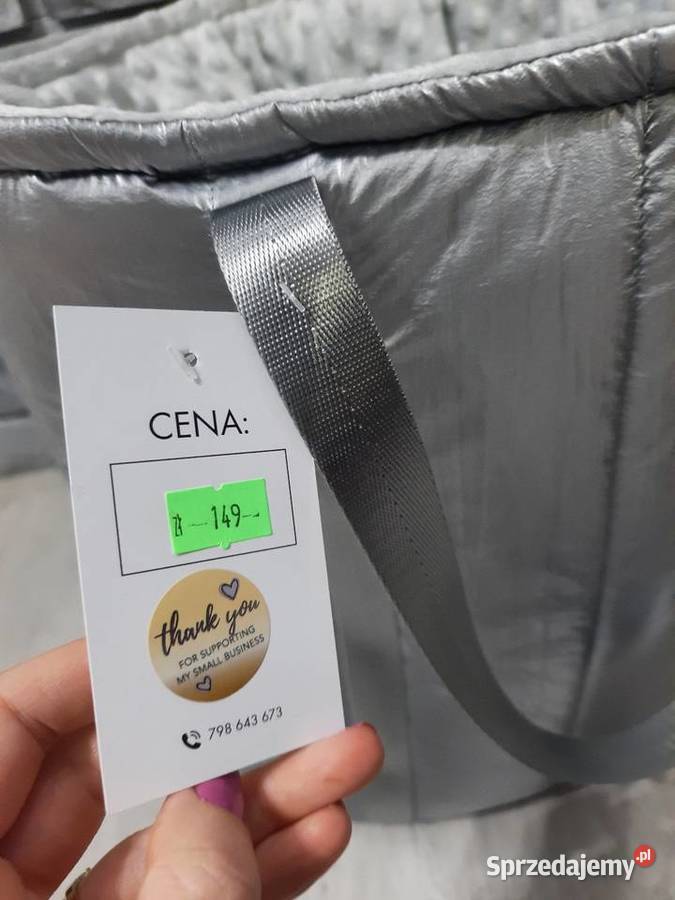 CENA:
zł --149--
thank you
FOR SUPPORTING
MY SMALL BUSINESS
798 643 673
Sprzedajemy.pl